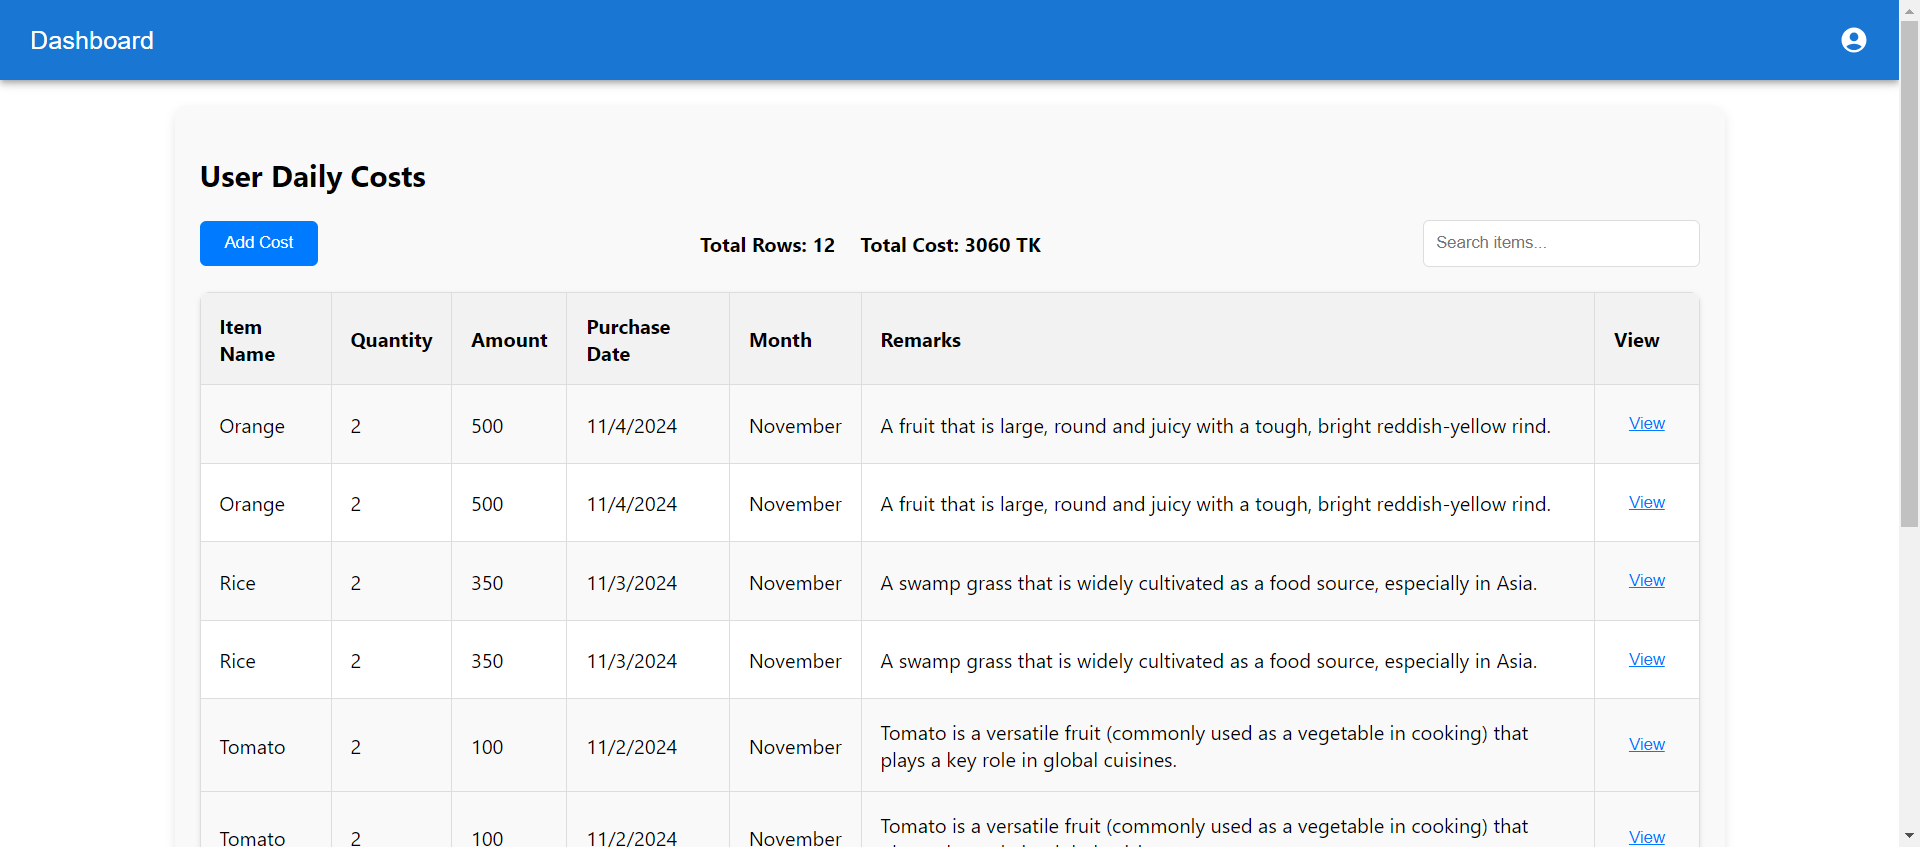 Dashboard
User Daily Costs
Add Cost
Total Rows: 12 Total Cost: 3060 TK
Search items...
Item Name Quantity Amount Purchase Date Month Remarks View
Orange 2 500 11/4/2024 November A fruit that is large, round and juicy with a tough, bright reddish-yellow rind. View
Orange 2 500 11/4/2024 November A fruit that is large, round and juicy with a tough, bright reddish-yellow rind. View
Rice 2 350 11/3/2024 November A swamp grass that is widely cultivated as a food source, especially in Asia. View
Rice 2 350 11/3/2024 November A swamp grass that is widely cultivated as a food source, especially in Asia. View
Tomato 2 100 11/2/2024 November Tomato is a versatile fruit (commonly used as a vegetable in cooking) that
plays a key role in global cuisines. View
Tomato 2 100 11/2/2024 November Tomato is a versatile fruit (commonly used as a vegetable in cooking) that View